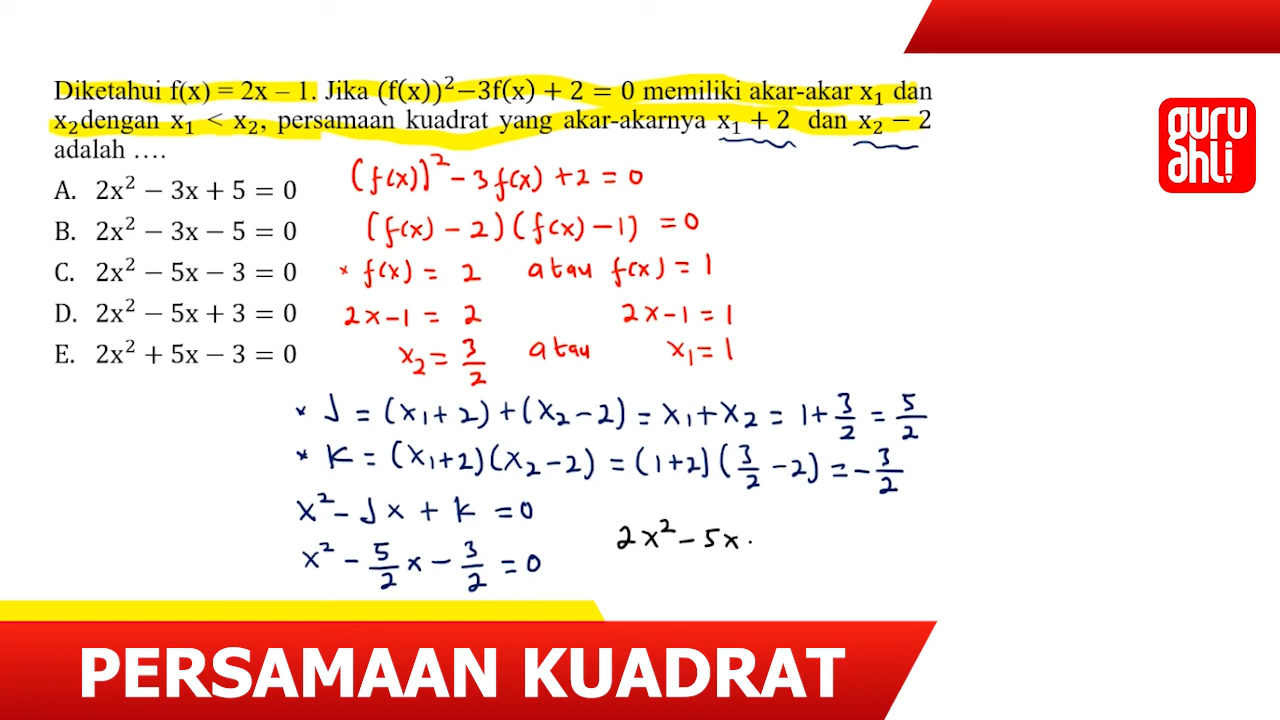 Diketahui f(x) = 2x – 1. Jika (f(x))² − 3f(x) + 2 = 0 memiliki akar-akar x₁ dan
x₂dengan x₁ < x₂, persamaan kuadrat yang akar-akarnya x₁ + 2 dan x₂ − 2
adalah ….
A. 2x² − 3x + 5 = 0
B. 2x² − 3x − 5 = 0
C. 2x² − 5x − 3 = 0
D. 2x² − 5x + 3 = 0
E. 2x² + 5x − 3 = 0
(f(x))² − 3f(x) + 2 = 0
(f(x) − 2)(f(x) − 1) = 0
* f(x) = 2 atau f(x) = 1
2x − 1 = 2 2x − 1 = 1
x₂ = 3/2 atau x₁ = 1
* J = (x₁ + 2) + (x₂ − 2) = x₁ + x₂ = 1 + 3/2 = 5/2
* K = (x₁+2)(x₂ − 2) = (1+2)(3/2 − 2) = − 3/2
x² − Jx + K = 0
x² − 5/2 x − 3/2 = 0
2x² − 5x .
guru ahli
PERSAMAAN KUADRAT